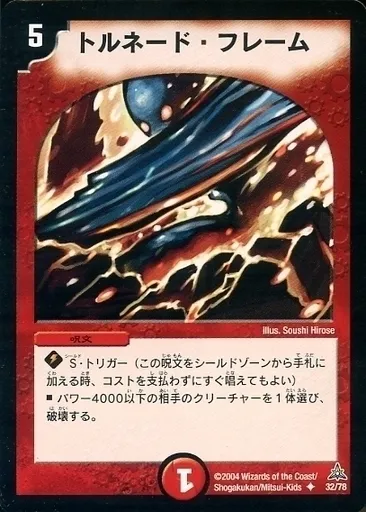 5
トルネード・フレーム
Illus. Soushi Hirose
呪文
S・トリガー（この呪文をシールドゾーンから手札に
加える時、コストを支払わずにすぐ唱えてもよい）
■ パワー4000以下の相手のクリーチャーを１体選び、
破壊する。
1
©2004 Wizards of the Coast/
Shogakukan/Mitsui-Kids
32/78